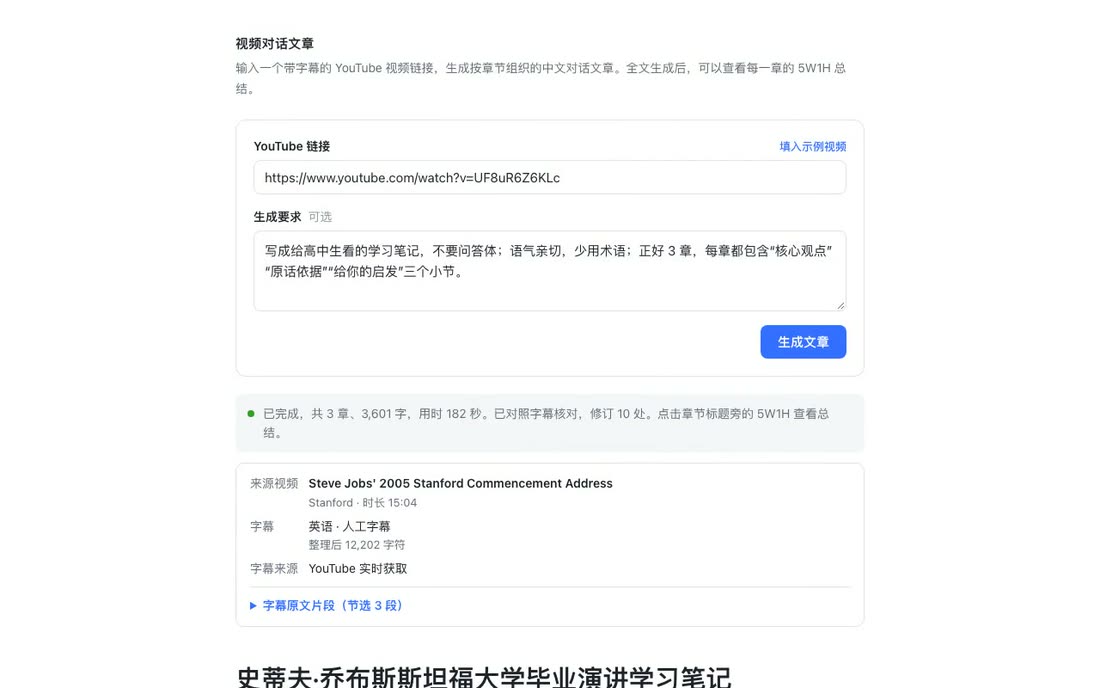 视频对话文章
输入一个带字幕的 YouTube 视频链接，生成按章节组织的中文对话文章。全文生成后，可以查看每一章的 5W1H 总
结。
YouTube 链接
填入示例视频
https://www.youtube.com/watch?v=UF8uR6Z6KLc
生成要求 可选
写成给高中生看的学习笔记，不要问答体；语气亲切，少用术语；正好 3 章，每章都包含“核心观点”
“原话依据”“给你的启发”三个小节。
生成文章
已完成，共 3 章、3,601 字，用时 182 秒。已对照字幕核对，修订 10 处。点击章节标题旁的 5W1H 查看总
结。
来源视频 Steve Jobs' 2005 Stanford Commencement Address
Stanford · 时长 15:04
字幕 英语 · 人工字幕
整理后 12,202 字符
字幕来源 YouTube 实时获取
▶ 字幕原文片段（节选 3 段）
史蒂夫·乔布斯斯坦福大学毕业演讲学习笔记